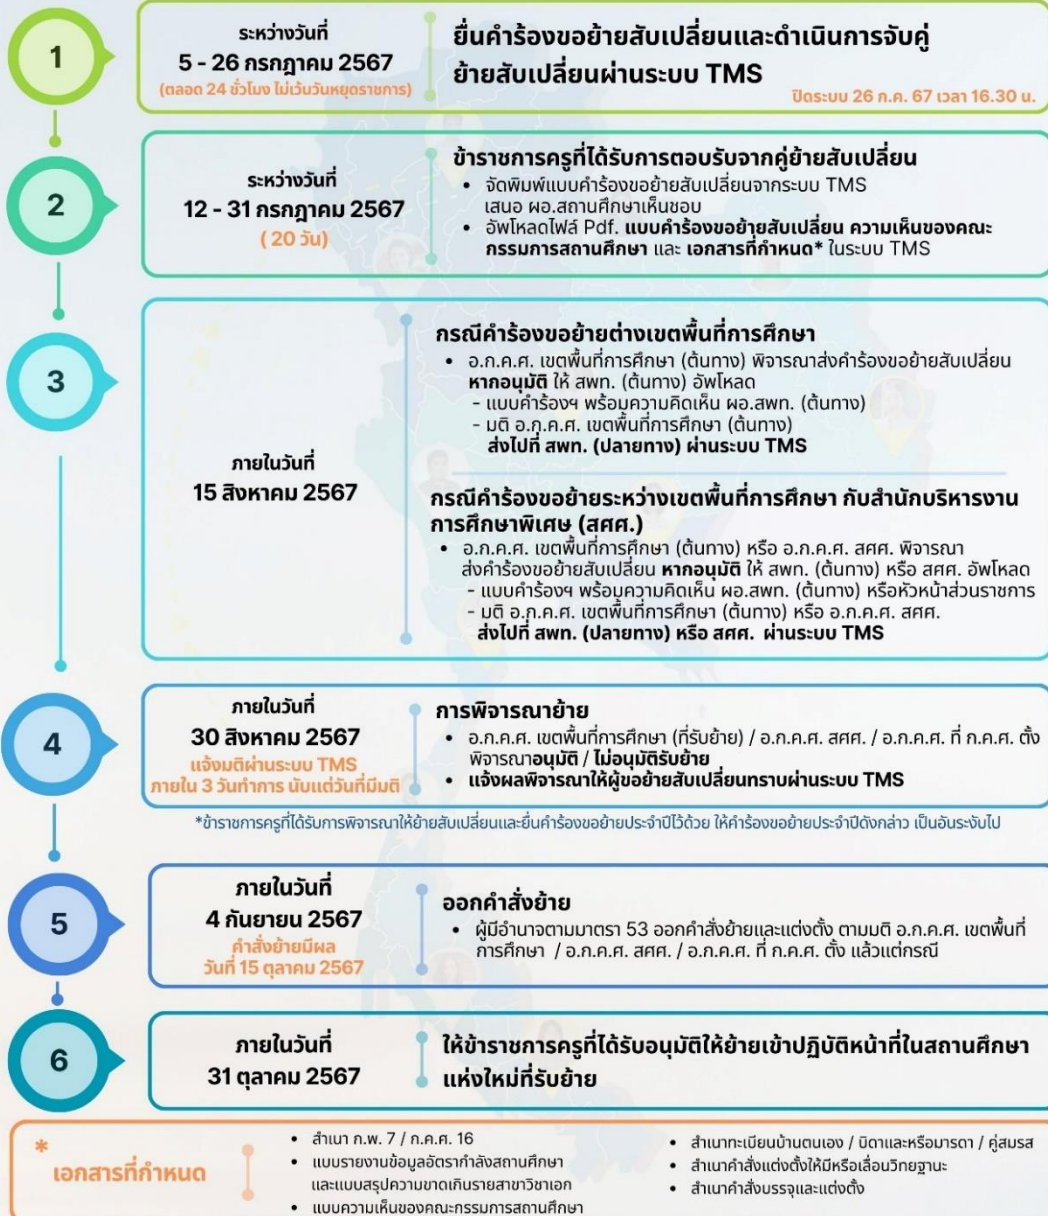 1
ระหว่างวันที่
5 - 26 กรกฎาคม 2567
(ตลอด 24 ชั่วโมง ไม่เว้นวันหยุดราชการ)
ยื่นคำร้องขอย้ายสับเปลี่ยนและดำเนินการจับคู่
ย้ายสับเปลี่ยนผ่านระบบ TMS
ปิดระบบ 26 ก.ค. 67 เวลา 16.30 น.
2
ระหว่างวันที่
12 - 31 กรกฎาคม 2567
( 20 วัน)
ข้าราชการครูที่ได้รับการตอบรับจากคู่ย้ายสับเปลี่ยน
• จัดพิมพ์แบบคำร้องขอย้ายสับเปลี่ยนจากระบบ TMS
เสนอ ผอ.สถานศึกษาเห็นชอบ
• อัพโหลดไฟล์ Pdf. แบบคำร้องขอย้ายสับเปลี่ยน ความเห็นของคณะ
กรรมการสถานศึกษา และ เอกสารที่กำหนด* ในระบบ TMS
3
ภายในวันที่
15 สิงหาคม 2567
กรณีคำร้องขอย้ายต่างเขตพื้นที่การศึกษา
• อ.ก.ค.ศ. เขตพื้นที่การศึกษา (ต้นทาง) พิจารณาส่งคำร้องขอย้ายสับเปลี่ยน
หากอนุมัติ ให้ สพท. (ต้นทาง) อัพโหลด
- แบบคำร้องฯ พร้อมความคิดเห็น ผอ.สพท. (ต้นทาง)
- มติ อ.ก.ค.ศ. เขตพื้นที่การศึกษา (ต้นทาง)
ส่งไปที่ สพท. (ปลายทาง) ผ่านระบบ TMS
กรณีคำร้องขอย้ายระหว่างเขตพื้นที่การศึกษา กับสำนักบริหารงาน
การศึกษาพิเศษ (สศศ.)
• อ.ก.ค.ศ. เขตพื้นที่การศึกษา (ต้นทาง) หรือ อ.ก.ค.ศ. สศศ. พิจารณา
ส่งคำร้องขอย้ายสับเปลี่ยน หากอนุมัติ ให้ สพท. (ต้นทาง) หรือ สศศ. อัพโหลด
- แบบคำร้องฯ พร้อมความคิดเห็น ผอ.สพท. (ต้นทาง) หรือหัวหน้าส่วนราชการ
- มติ อ.ก.ค.ศ. เขตพื้นที่การศึกษา (ต้นทาง) หรือ อ.ก.ค.ศ. สศศ.
ส่งไปที่ สพท. (ปลายทาง) หรือ สศศ. ผ่านระบบ TMS
4
ภายในวันที่
30 สิงหาคม 2567
แจ้งมติผ่านระบบ TMS
ภายใน 3 วันทำการ นับแต่วันที่มีมติ
การพิจารณาย้าย
• อ.ก.ค.ศ. เขตพื้นที่การศึกษา (ที่รับย้าย) / อ.ก.ค.ศ. สศศ. / อ.ก.ค.ศ. ที่ ก.ค.ศ. ตั้ง
พิจารณาอนุมัติ / ไม่อนุมัติรับย้าย
• แจ้งผลพิจารณาให้ผู้ขอย้ายสับเปลี่ยนทราบผ่านระบบ TMS
*ข้าราชการครูที่ได้รับการพิจารณาให้ย้ายสับเปลี่ยนและยื่นคำร้องขอย้ายประจำปีไว้ด้วย ให้คำร้องขอย้ายประจำปีดังกล่าว เป็นอันระงับไป
5
ภายในวันที่
4 กันยายน 2567
คำสั่งย้ายมีผล
วันที่ 15 ตุลาคม 2567
ออกคำสั่งย้าย
• ผู้มีอำนาจตามมาตรา 53 ออกคำสั่งย้ายและแต่งตั้ง ตามมติ อ.ก.ค.ศ. เขตพื้นที่
การศึกษา / อ.ก.ค.ศ. สศศ. / อ.ก.ค.ศ. ที่ ก.ค.ศ. ตั้ง แล้วแต่กรณี
6
ภายในวันที่
31 ตุลาคม 2567
ให้ข้าราชการครูที่ได้รับอนุมัติให้ย้ายเข้าปฏิบัติหน้าที่ในสถานศึกษา
แห่งใหม่ที่รับย้าย
*
เอกสารที่กำหนด
• สำเนา ก.พ. 7 / ก.ค.ศ. 16
• แบบรายงานข้อมูลอัตรากำลังสถานศึกษา
และแบบสรุปความขาดเกินรายสาขาวิชาเอก
• แบบความเห็นของคณะกรรมการสถานศึกษา
• สำเนาทะเบียนบ้านตนเอง / บิดาและหรือมารดา / คู่สมรส
• สำเนาคำสั่งแต่งตั้งให้มีหรือเลื่อนวิทยฐานะ
• สำเนาคำสั่งบรรจุและแต่งตั้ง